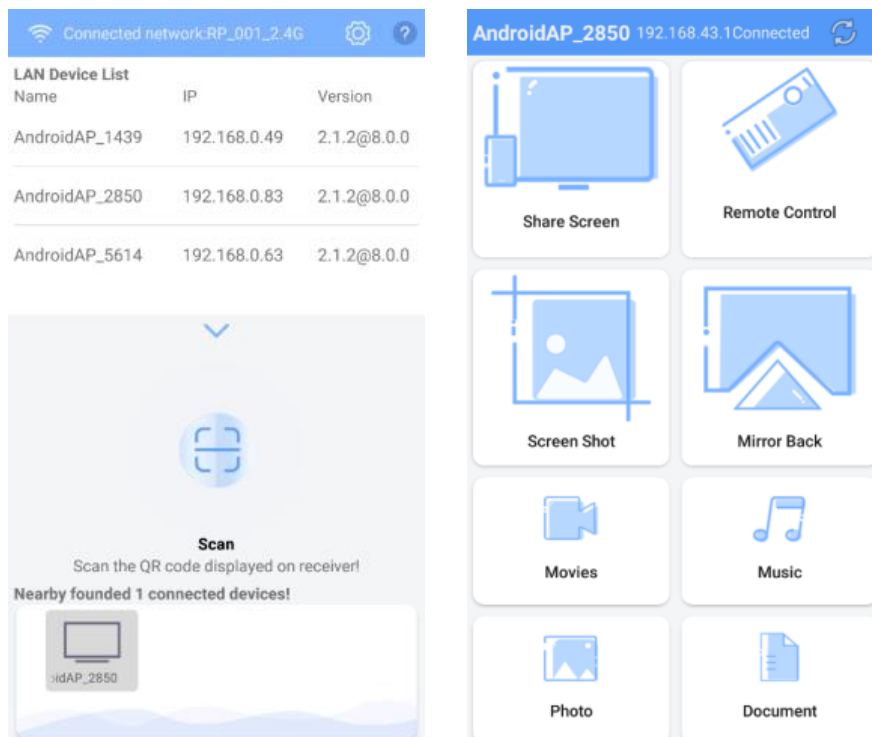 Connected network:RP_001_2.4G
?
LAN Device List
Name IP Version
AndroidAP_1439 192.168.0.49 2.1.2@8.0.0
AndroidAP_2850 192.168.0.83 2.1.2@8.0.0
AndroidAP_5614 192.168.0.63 2.1.2@8.0.0
Scan
Scan the QR code displayed on receiver!
Nearby founded 1 connected devices!
idAP_2850
AndroidAP_2850 192.168.43.1Connected
Share Screen
Remote Control
Screen Shot
Mirror Back
Movies
Music
Photo
Document